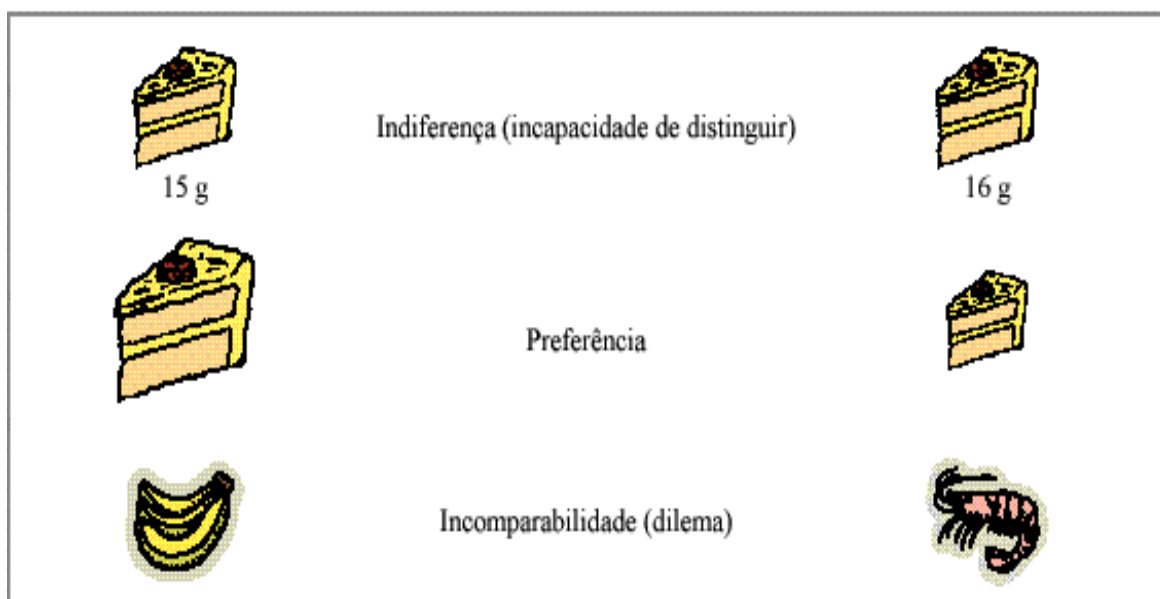 Indiferença (incapacidade de distinguir)
15 g
16 g
Preferência
Incomparabilidade (dilema)